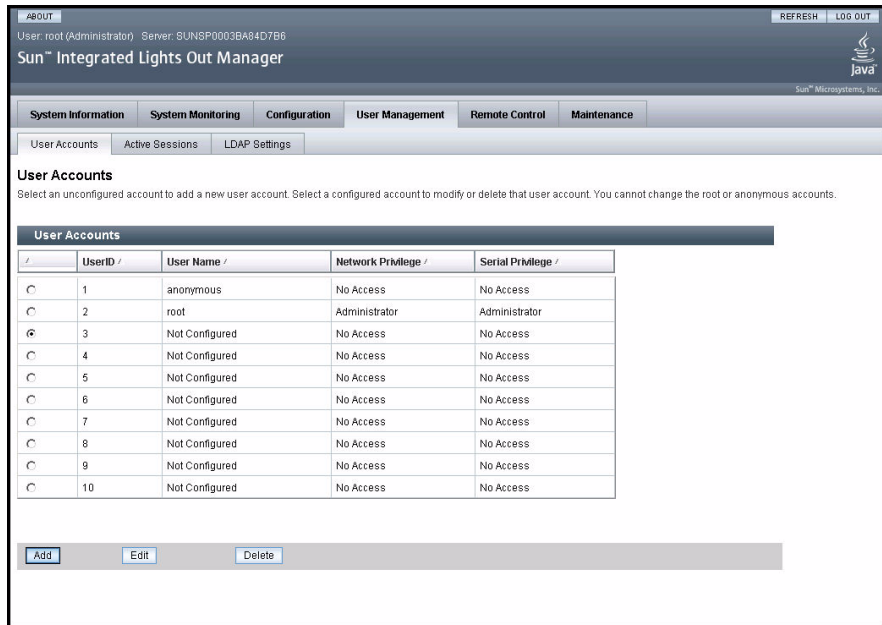 ABOUT REFRESH LOG OUT
User: root (Administrator) Server: SUNSP0003BA84D7B6
Sun™ Integrated Lights Out Manager
Java™
Sun™ Microsystems, Inc.
System Information System Monitoring Configuration User Management Remote Control Maintenance
User Accounts Active Sessions LDAP Settings
User Accounts
Select an unconfigured account to add a new user account. Select a configured account to modify or delete that user account. You cannot change the root or anonymous accounts.
User Accounts
/ UserID / User Name / Network Privilege / Serial Privilege /
1 anonymous No Access No Access
2 root Administrator Administrator
3 Not Configured No Access No Access
4 Not Configured No Access No Access
5 Not Configured No Access No Access
6 Not Configured No Access No Access
7 Not Configured No Access No Access
8 Not Configured No Access No Access
9 Not Configured No Access No Access
10 Not Configured No Access No Access
Add Edit Delete